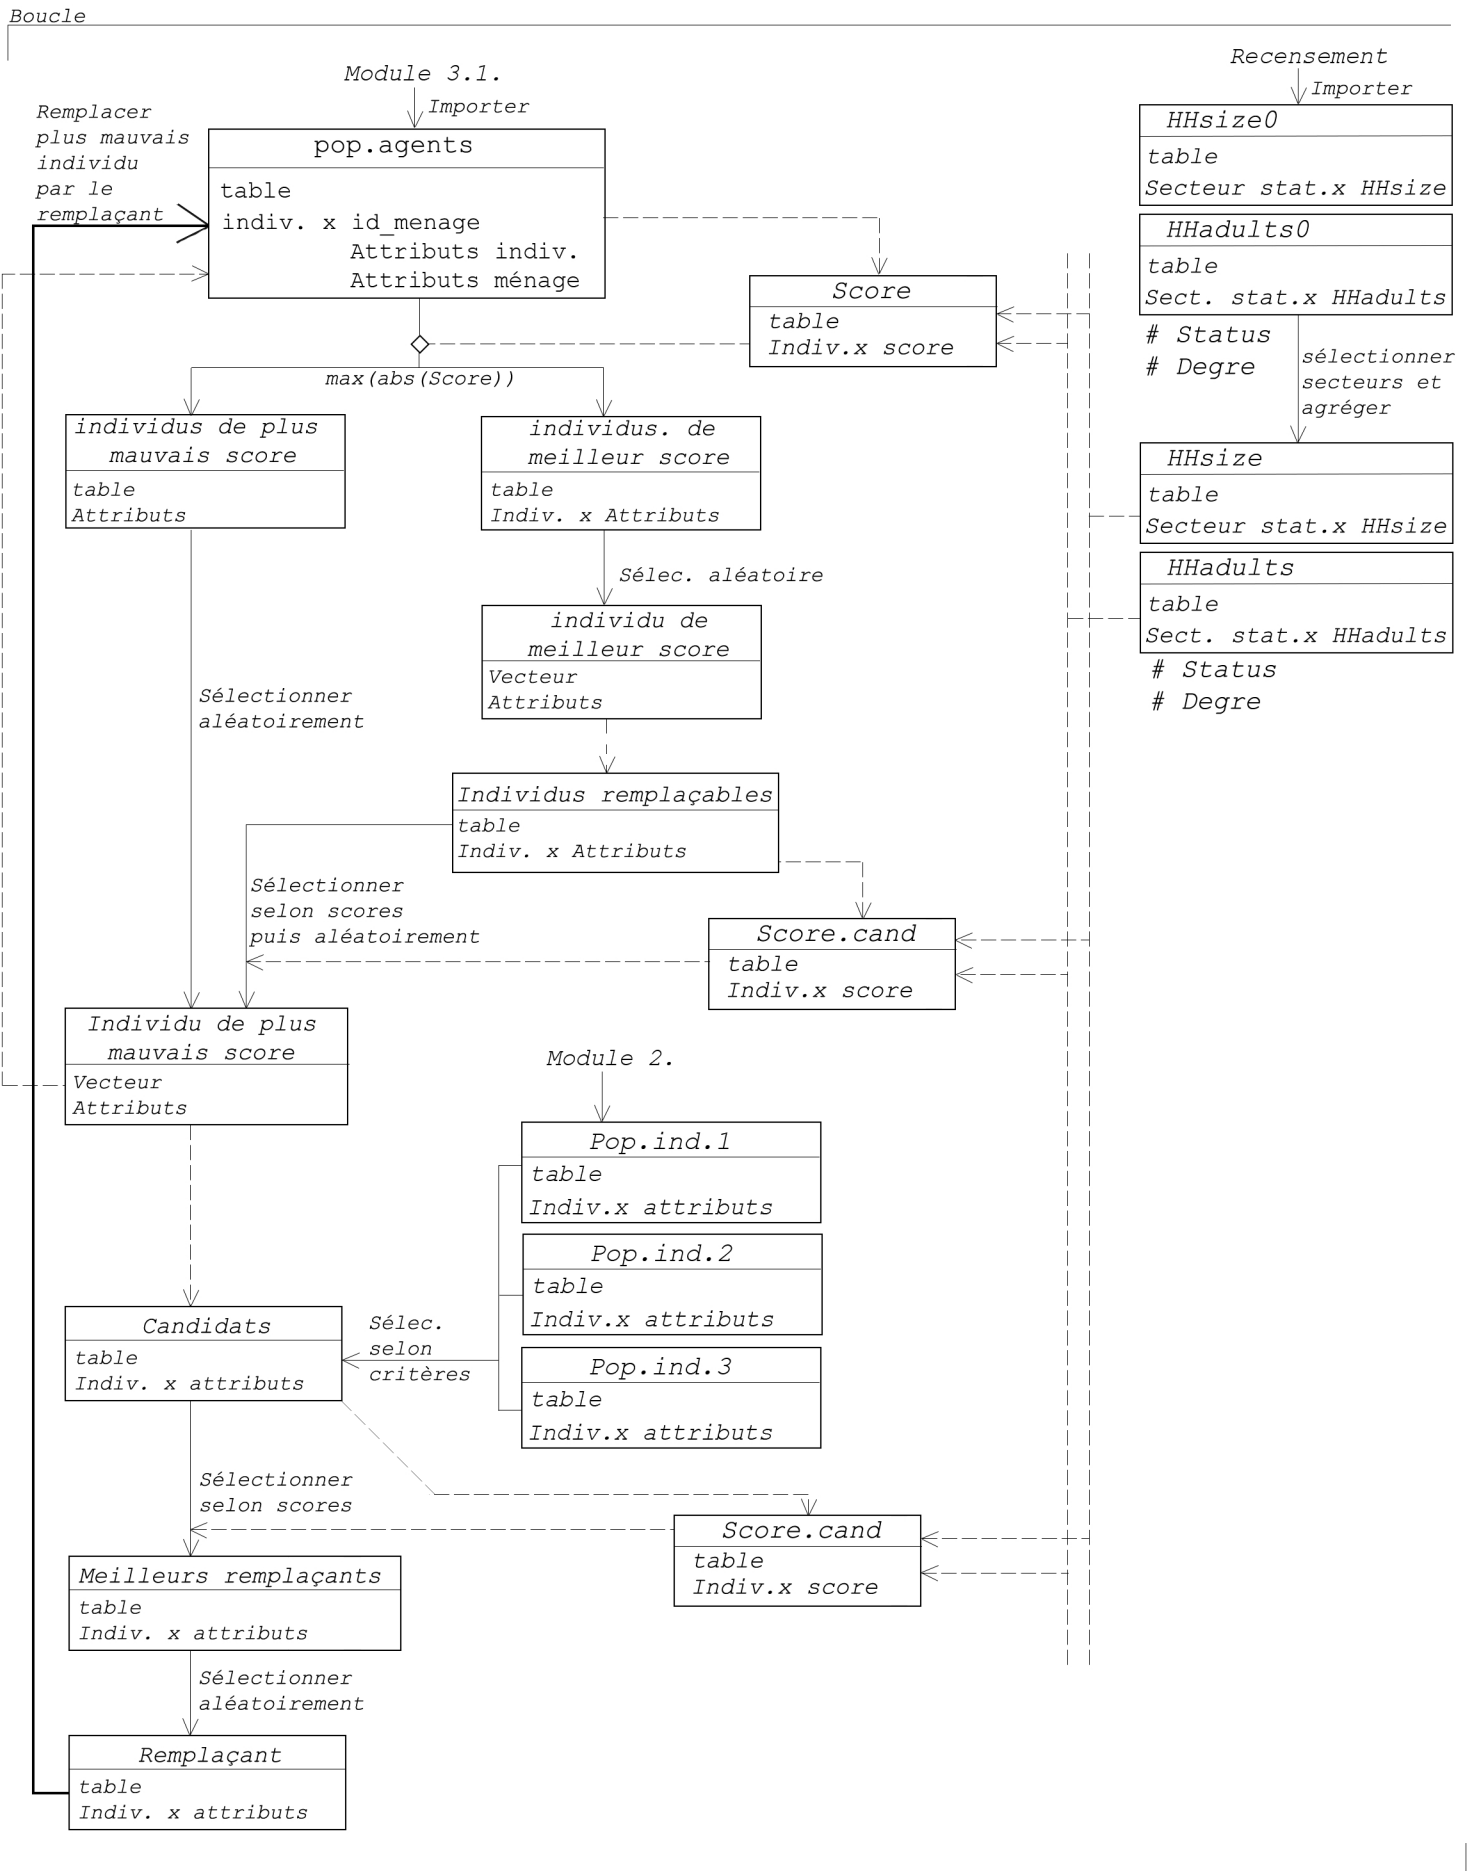 Boucle
Module 3.1.
Importer
Remplacer
plus mauvais
individu
par le
remplaçant
pop.agents
table
indiv. x id_menage
Attributs indiv.
Attributs ménage
Recensement
Importer
HHsize0
table
Secteur stat.x HHsize
HHadults0
table
Sect. stat.x HHadults
# Status
# Degre
sélectionner
secteurs et
agréger
HHsize
table
Secteur stat.x HHsize
HHadults
table
Sect. stat.x HHadults
# Status
# Degre
Score
table
Indiv.x score
max(abs(Score))
individus de plus
mauvais score
table
Attributs
individus. de
meilleur score
table
Indiv. x Attributs
Sélec. aléatoire
individu de
meilleur score
Vecteur
Attributs
Sélectionner
aléatoirement
Individus remplaçables
table
Indiv. x Attributs
Sélectionner
selon scores
puis aléatoirement
Score.cand
table
Indiv.x score
Individu de plus
mauvais score
Vecteur
Attributs
Module 2.
Pop.ind.1
table
Indiv.x attributs
Pop.ind.2
table
Indiv.x attributs
Pop.ind.3
table
Indiv.x attributs
Sélec.
selon
critères
Candidats
table
Indiv. x attributs
Sélectionner
selon scores
Score.cand
table
Indiv.x score
Meilleurs remplaçants
table
Indiv. x attributs
Sélectionner
aléatoirement
Remplaçant
table
Indiv. x attributs